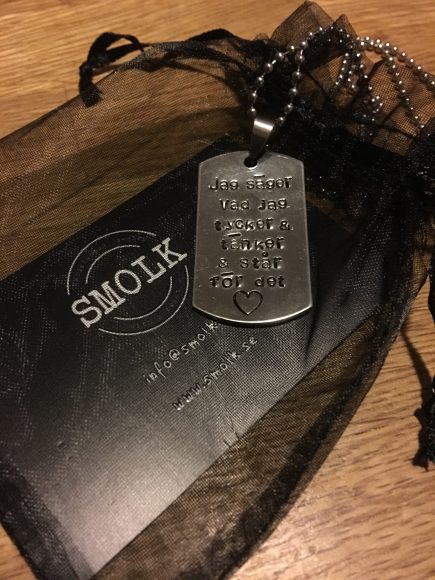 Jag säger
vad jag
tycker &
tänker
& står
för det
SMOLK
info@smolk.se
www.smolk.se